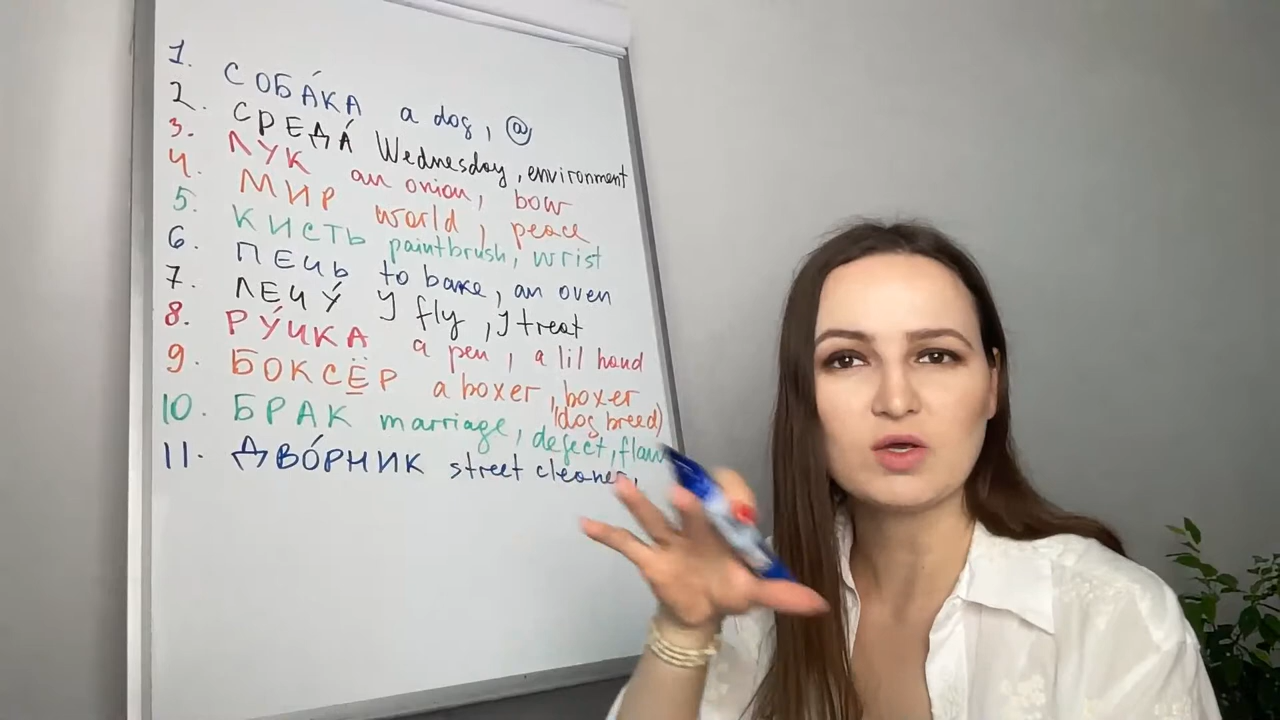 1. СОБА́КА a dog, @
2. СРЕДА́ Wednesday, environment
3. ЛУК an onion, bow
4. МИР world, peace
5. КИСТЬ paintbrush, wrist
6. ПЕЧЬ to bake, an oven
7. ЛЕЧУ́ I fly, I treat
8. РУ́ЧКА a pen, a lil hand
9. БОКСЁР a boxer, boxer
(dog breed)
10. БРАК marriage, defect, flaw
11. ДВО́РНИК street cleaner,